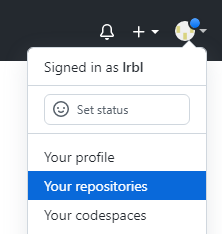 Signed in as lrbl
Set status
Your profile
Your repositories
Your codespaces